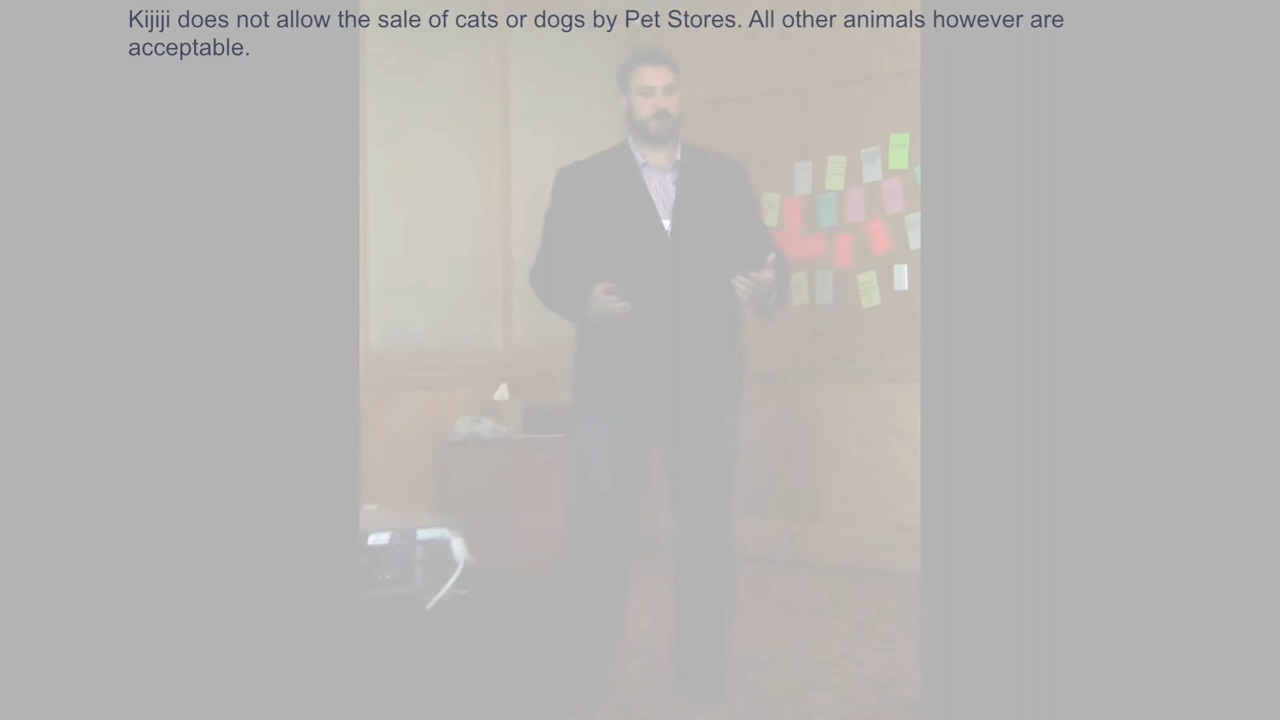 Kijiji does not allow the sale of cats or dogs by Pet Stores. All other animals however are
acceptable.